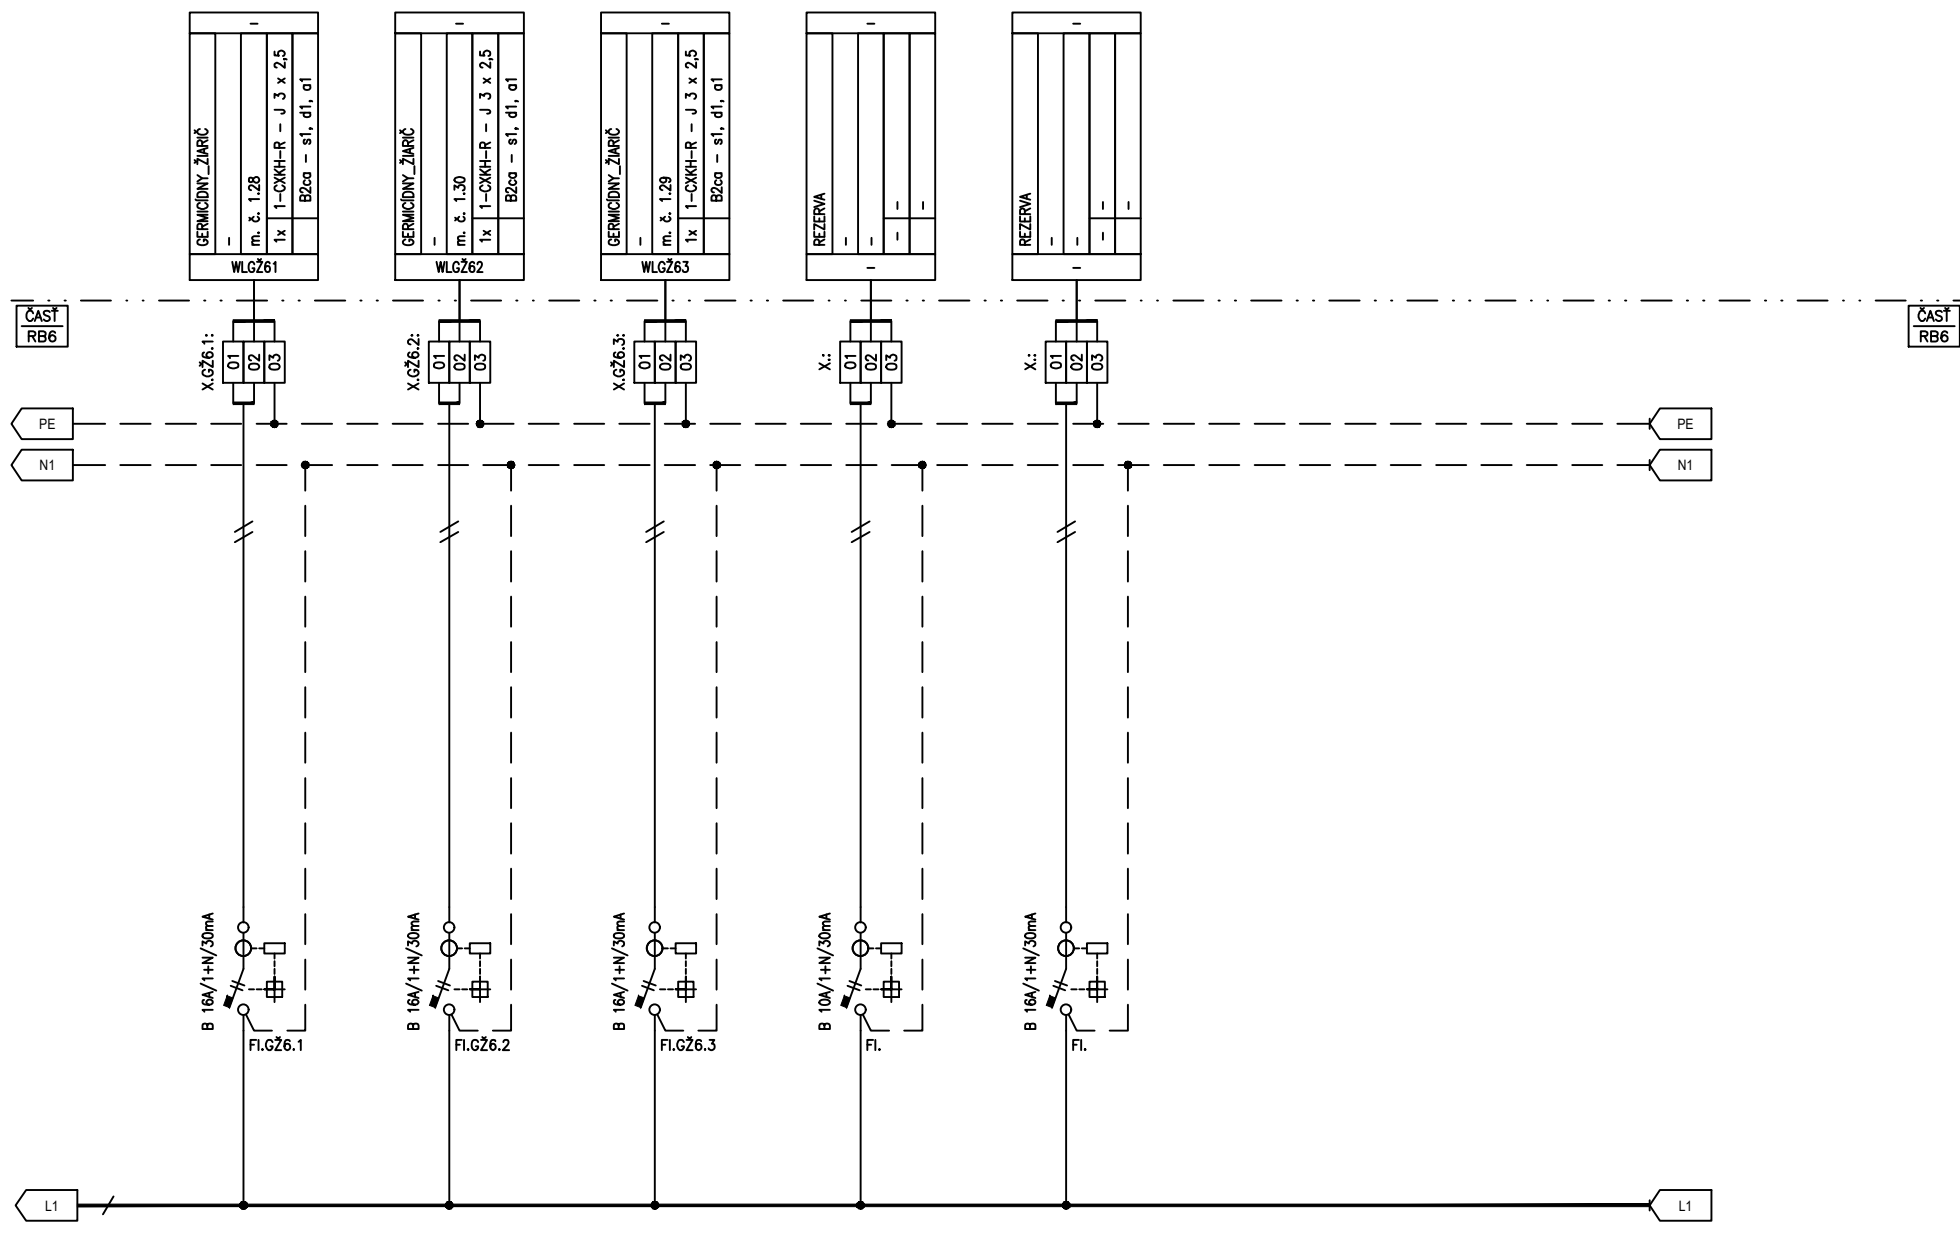 –
GERMICÍDNY_ŽIARIČ
–
m. č. 1.28
1x 1-CXKH-R - J 3 x 2,5
B2ca - s1, d1, a1
WLGŽ61
–
GERMICÍDNY_ŽIARIČ
–
m. č. 1.30
1x 1-CXKH-R - J 3 x 2,5
B2ca - s1, d1, a1
WLGŽ62
–
GERMICÍDNY_ŽIARIČ
–
m. č. 1.29
1x 1-CXKH-R - J 3 x 2,5
B2ca - s1, d1, a1
WLGŽ63
–
REZERVA
–
–
– –
–
–
–
REZERVA
–
–
– –
–
–
ČASŤ
RB6
ČASŤ
RB6
X.GŽ6.1:
01 02 03
X.GŽ6.2:
01 02 03
X.GŽ6.3:
01 02 03
X.:
01 02 03
X.:
01 02 03
PE
PE
N1
N1
B 16A/1+N/30mA
FI.GŽ6.1
B 16A/1+N/30mA
FI.GŽ6.2
B 16A/1+N/30mA
FI.GŽ6.3
B 10A/1+N/30mA
FI.
B 16A/1+N/30mA
FI.
L1
L1